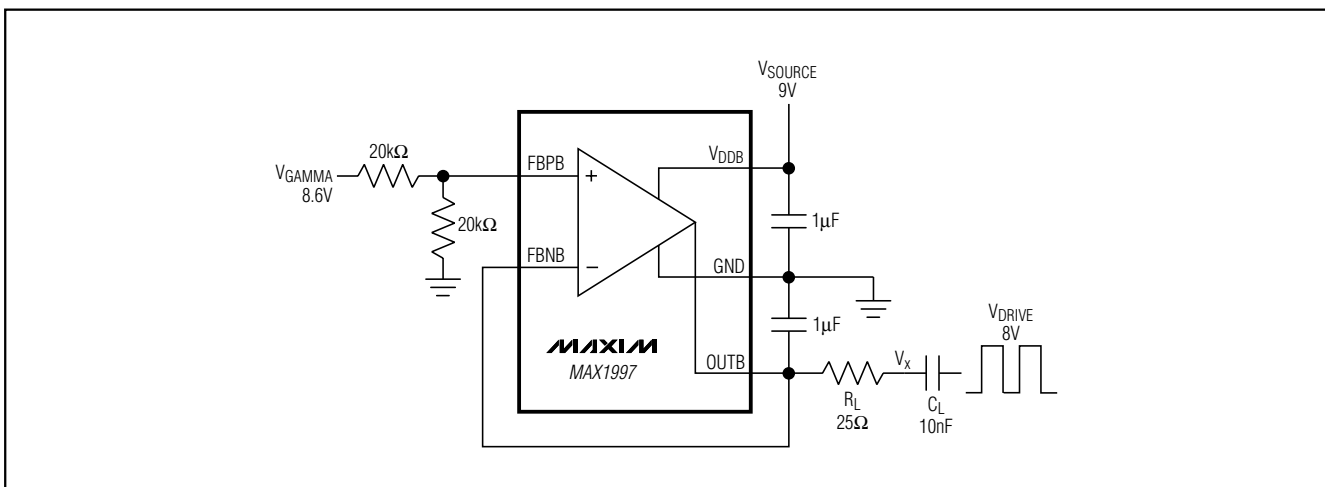 VSOURCE
9V
VDDB
20kΩ
FBPB
VGAMMA
8.6V
+
1µF
20kΩ
FBNB
−
GND
1µF
VDRIVE
8V
MAXIM
MAX1997
OUTB
Vx
RL
25Ω
CL
10nF